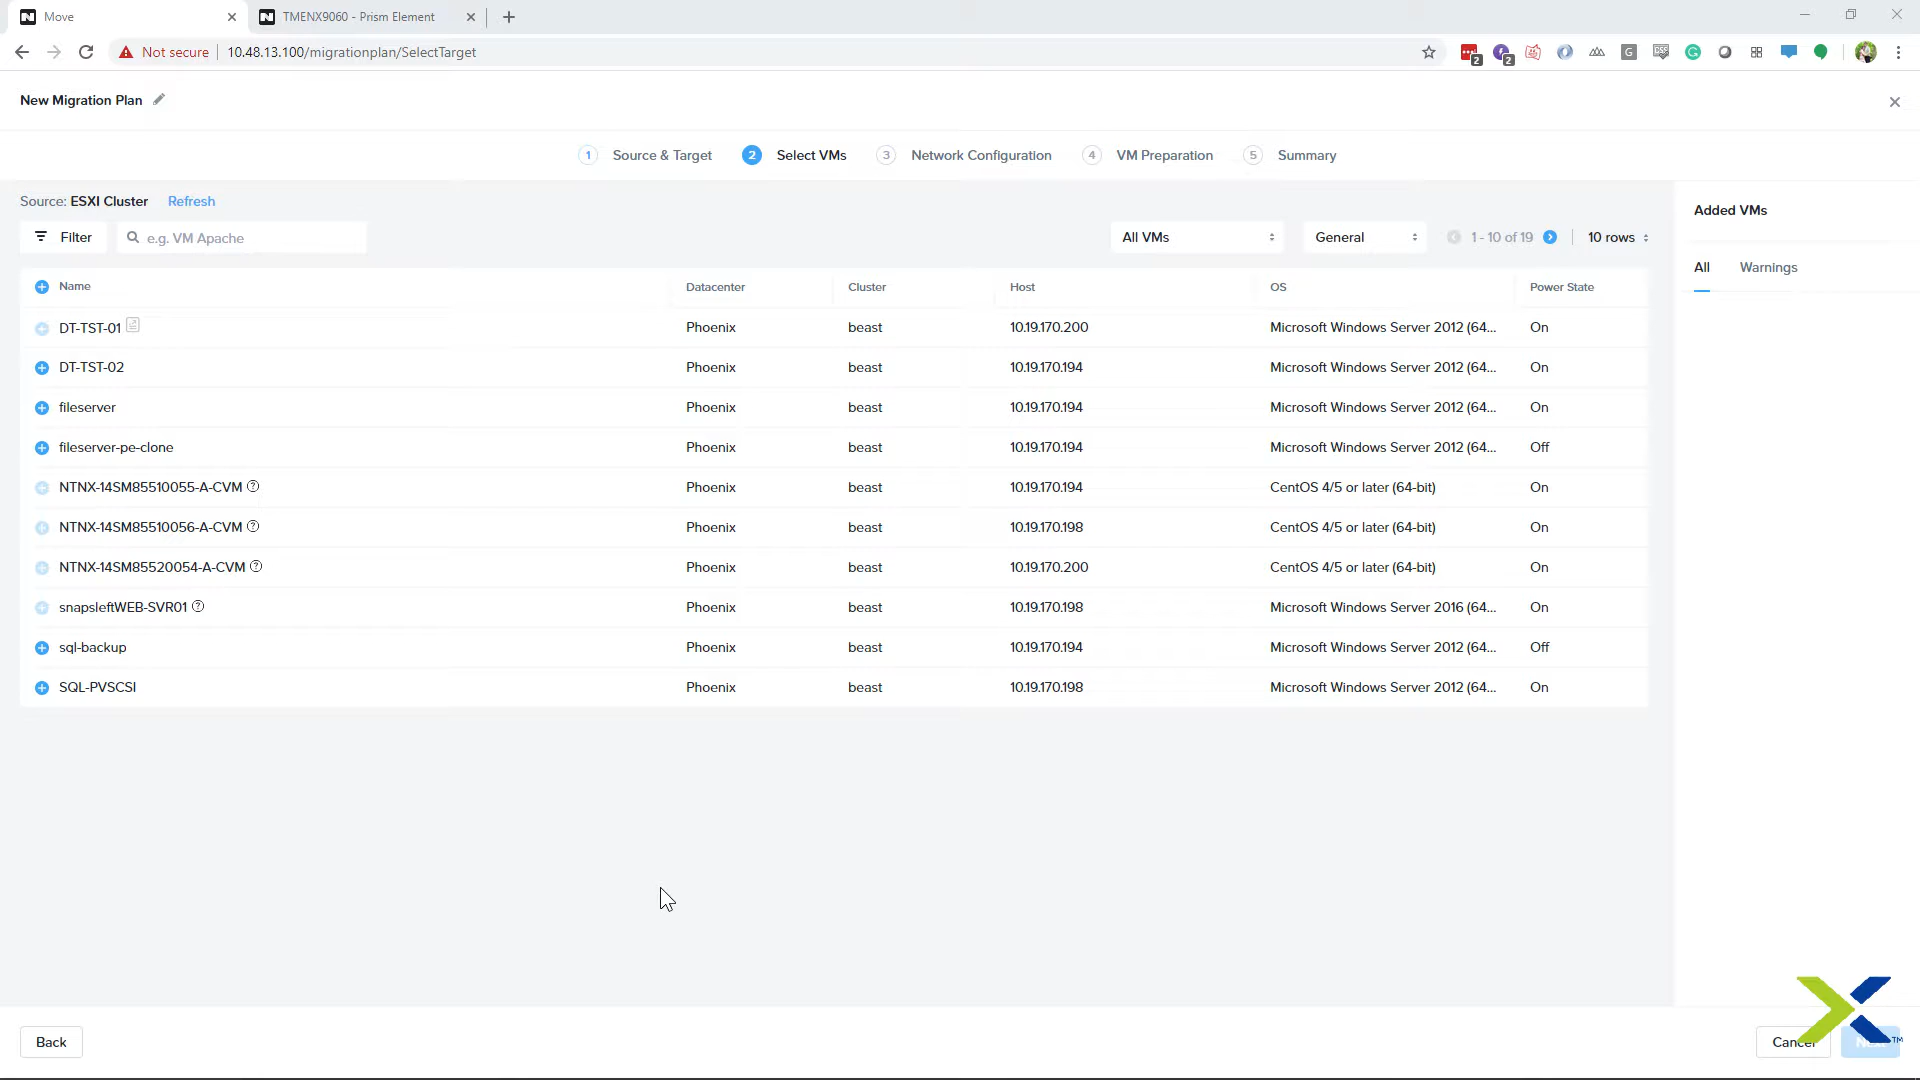 Move
TMENX9060 - Prism Element
Not secure 10.48.13.100/migrationplan/SelectTarget
2 2 G CSS G
New Migration Plan
1 Source & Target 2 Select VMs 3 Network Configuration 4 VM Preparation 5 Summary
Source: ESXI Cluster Refresh
Added VMs
Filter e.g. VM Apache All VMs General 1 - 10 of 19 10 rows
All Warnings
Name Datacenter Cluster Host OS Power State
DT-TST-01 Phoenix beast 10.19.170.200 Microsoft Windows Server 2012 (64... On
DT-TST-02 Phoenix beast 10.19.170.194 Microsoft Windows Server 2012 (64... On
fileserver Phoenix beast 10.19.170.194 Microsoft Windows Server 2012 (64... On
fileserver-pe-clone Phoenix beast 10.19.170.194 Microsoft Windows Server 2012 (64... Off
NTNX-14SM85510055-A-CVM ? Phoenix beast 10.19.170.194 CentOS 4/5 or later (64-bit) On
NTNX-14SM85510056-A-CVM ? Phoenix beast 10.19.170.198 CentOS 4/5 or later (64-bit) On
NTNX-14SM85520054-A-CVM ? Phoenix beast 10.19.170.200 CentOS 4/5 or later (64-bit) On
snapsleftWEB-SVR01 ? Phoenix beast 10.19.170.198 Microsoft Windows Server 2016 (64... On
sql-backup Phoenix beast 10.19.170.194 Microsoft Windows Server 2012 (64... Off
SQL-PVSCSI Phoenix beast 10.19.170.198 Microsoft Windows Server 2012 (64... On
Back Cancel Next
TM